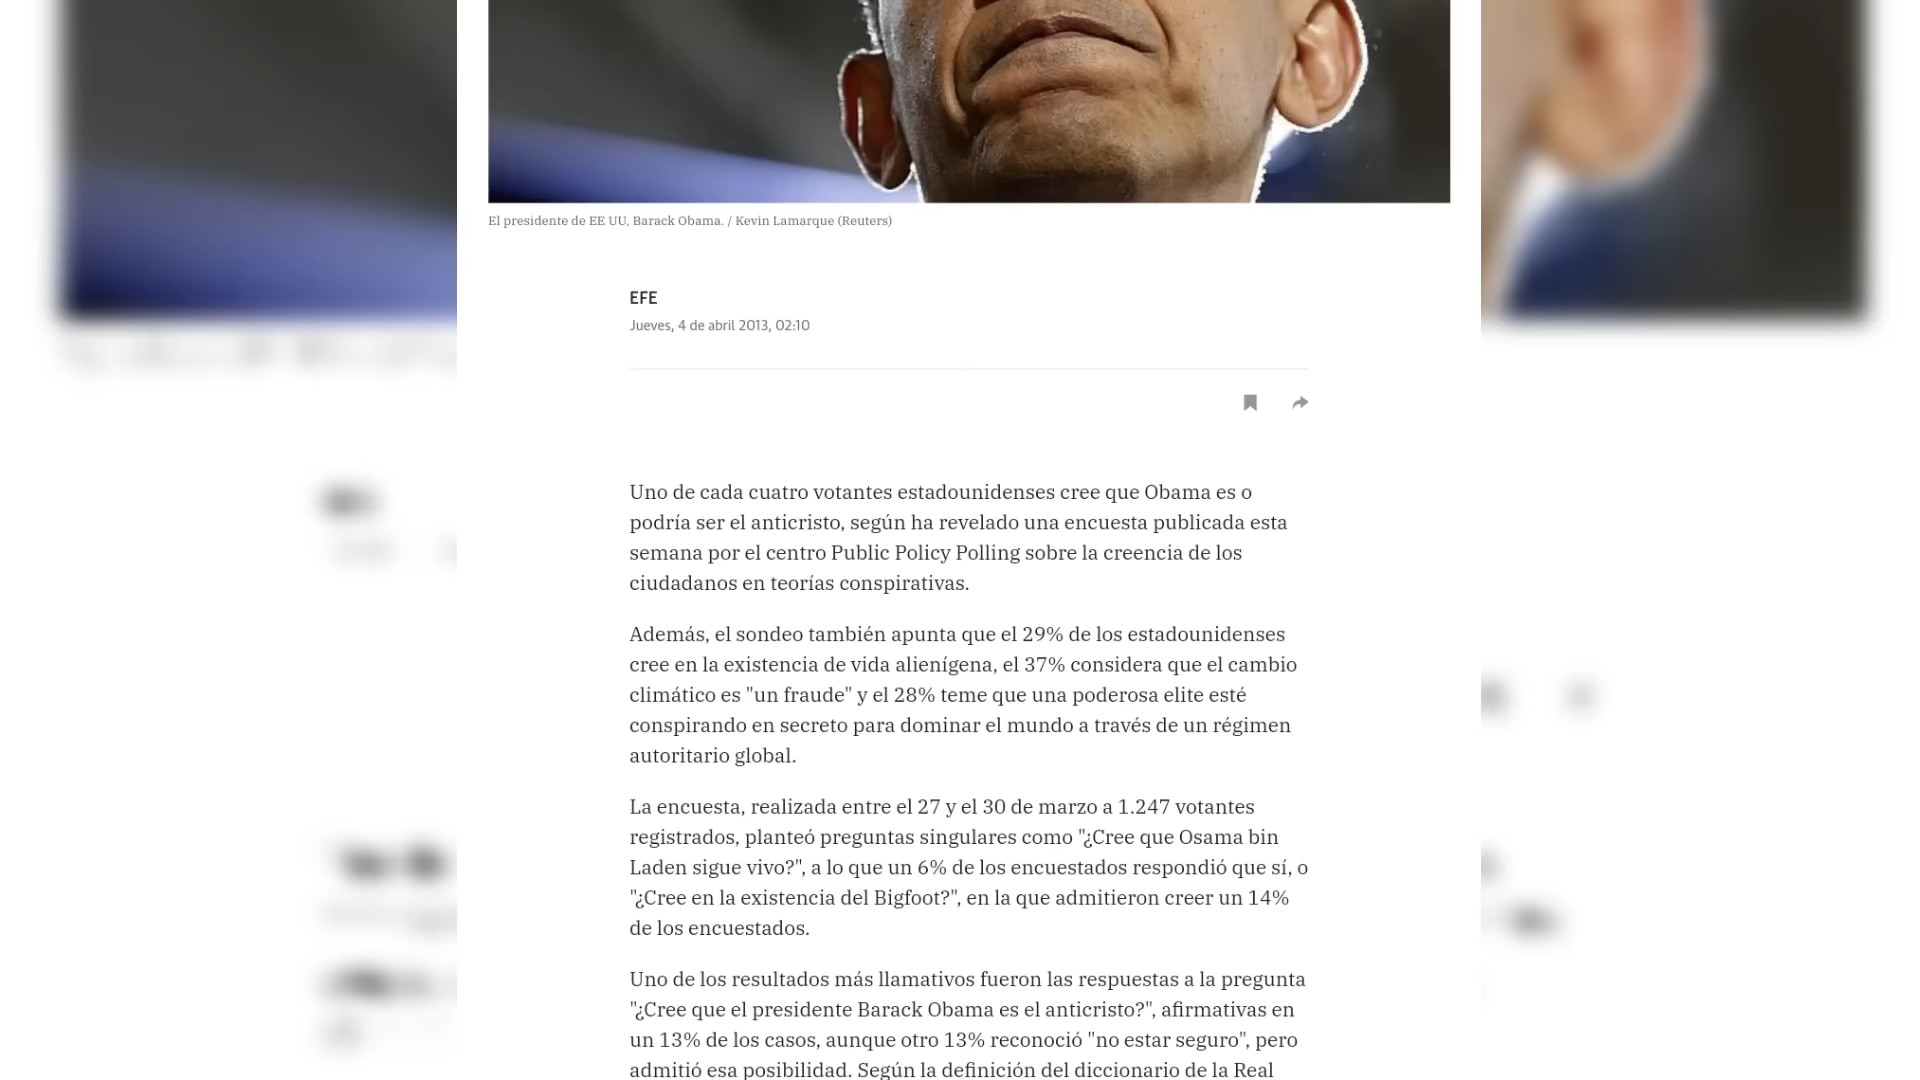 El presidente de EE UU, Barack Obama. / Kevin Lamarque (Reuters)
EFE
Jueves, 4 de abril 2013, 02:10
Uno de cada cuatro votantes estadounidenses cree que Obama es o
podría ser el anticristo, según ha revelado una encuesta publicada esta
semana por el centro Public Policy Polling sobre la creencia de los
ciudadanos en teorías conspirativas.
Además, el sondeo también apunta que el 29% de los estadounidenses
cree en la existencia de vida alienígena, el 37% considera que el cambio
climático es "un fraude" y el 28% teme que una poderosa elite esté
conspirando en secreto para dominar el mundo a través de un régimen
autoritario global.
La encuesta, realizada entre el 27 y el 30 de marzo a 1.247 votantes
registrados, planteó preguntas singulares como "¿Cree que Osama bin
Laden sigue vivo?", a lo que un 6% de los encuestados respondió que sí, o
"¿Cree en la existencia del Bigfoot?", en la que admitieron creer un 14%
de los encuestados.
Uno de los resultados más llamativos fueron las respuestas a la pregunta
"¿Cree que el presidente Barack Obama es el anticristo?", afirmativas en
un 13% de los casos, aunque otro 13% reconoció "no estar seguro", pero
admitió esa posibilidad. Según la definición del diccionario de la Real